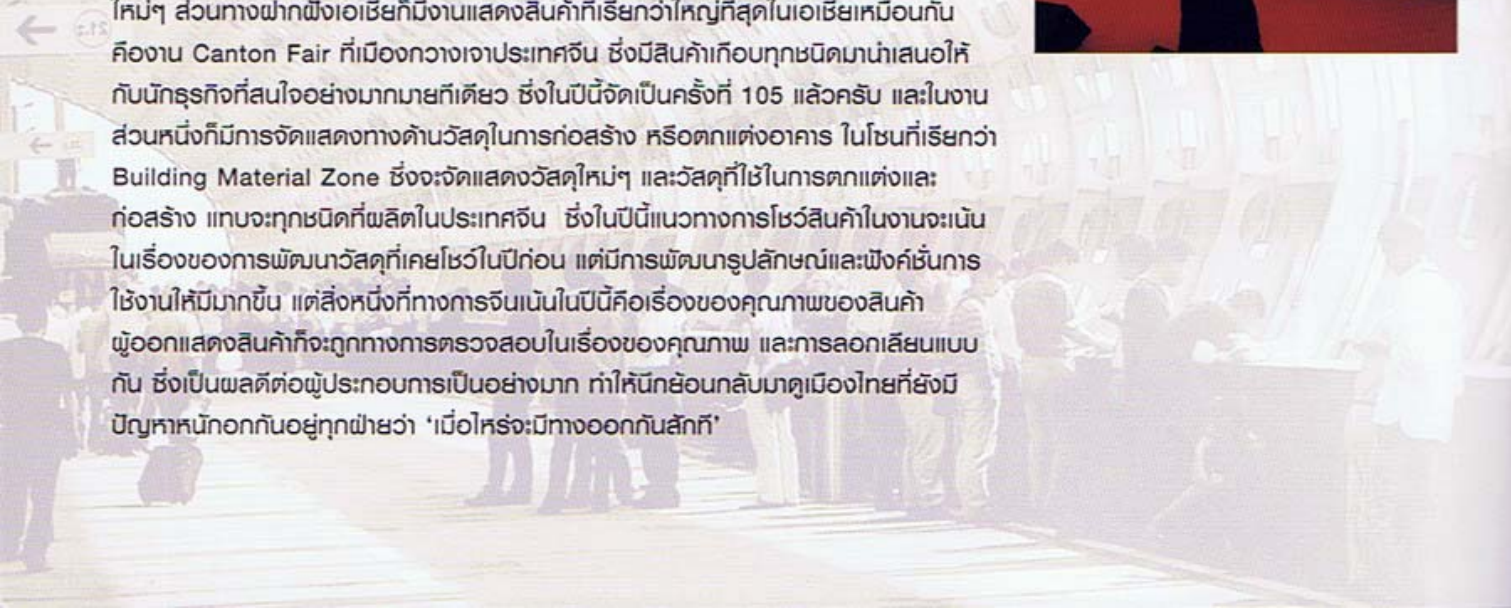 ใหม่ๆ ส่วนทางฝากฝั่งเอเชียก็มีงานแสดงสินค้าที่เรียกว่าใหญ่ที่สุดในเอเชียเหมือนกัน
คืองาน Canton Fair ที่เมืองกวางเจาประเทศจีน ซึ่งมีสินค้าเกือบทุกชนิดมานำเสนอให้
กับนักธุรกิจที่สนใจอย่างมากมายทีเดียว ซึ่งในปีนี้จัดเป็นครั้งที่ 105 แล้วครับ และในงาน
ส่วนหนึ่งก็มีการจัดแสดงทางด้านวัสดุในการก่อสร้าง หรือตกแต่งอาคาร ในโซนที่เรียกว่า
Building Material Zone ซึ่งจะจัดแสดงวัสดุใหม่ๆ และวัสดุที่ใช้ในการตกแต่งและ
ก่อสร้าง แทบจะทุกชนิดที่ผลิตในประเทศจีน ซึ่งในปีนี้แนวทางการโชว์สินค้าในงานจะเน้น
ในเรื่องของการพัฒนาวัสดุที่เคยโชว์ในปีก่อน แต่มีการพัฒนารูปลักษณ์และฟังค์ชั่นการ
ใช้งานให้มีมากขึ้น แต่สิ่งหนึ่งที่ทางการจีนเน้นในปีนี้คือเรื่องของคุณภาพของสินค้า
ผู้ออกแสดงสินค้าก็จะถูกทางการตรวจสอบในเรื่องของคุณภาพ และการลอกเลียนแบบ
กัน ซึ่งเป็นผลดีต่อผู้ประกอบการเป็นอย่างมาก ทำให้นึกย้อนกลับมาดูเมืองไทยที่ยังมี
ปัญหาหนักอกกันอยู่ทุกฝ่ายว่า ‘เมื่อไหร่จะมีทางออกกันสักที’